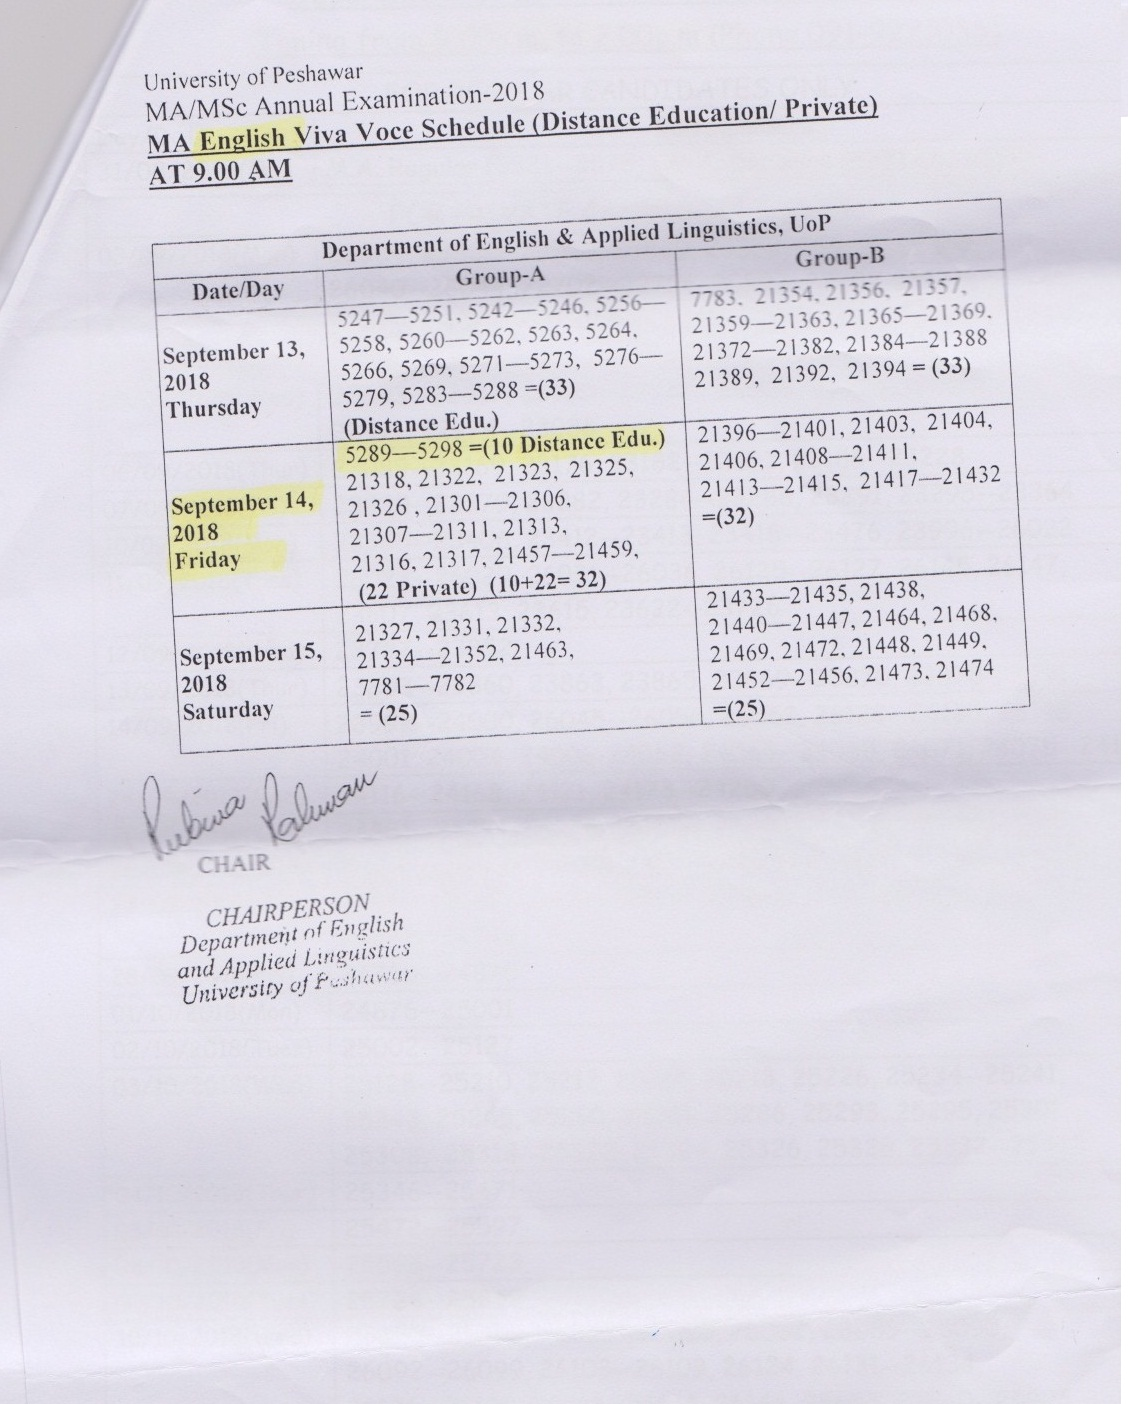 University of Peshawar
MA/MSc Annual Examination-2018
MA English Viva Voce Schedule (Distance Education/ Private)
AT 9.00 AM
Department of English & Applied Linguistics, UoP
Date/Day
Group-A
Group-B
September 13,
2018
Thursday
5247—5251, 5242—5246, 5256—
5258, 5260—5262, 5263, 5264,
5266, 5269, 5271—5273, 5276—
5279, 5283—5288 =(33)
(Distance Edu.)
7783, 21354, 21356, 21357,
21359—21363, 21365—21369,
21372—21382, 21384—21388
21389, 21392, 21394 = (33)
September 14,
2018
Friday
5289—5298 =(10 Distance Edu.)
21318, 21322, 21323, 21325,
21326 , 21301—21306,
21307—21311, 21313,
21316, 21317, 21457—21459,
(22 Private) (10+22= 32)
21396—21401, 21403, 21404,
21406, 21408—21411,
21413—21415, 21417—21432
=(32)
September 15,
2018
Saturday
21327, 21331, 21332,
21334—21352, 21463,
7781—7782
= (25)
21433—21435, 21438,
21440—21447, 21464, 21468,
21469, 21472, 21448, 21449,
21452—21456, 21473, 21474
=(25)
Rubina Rahman
CHAIR
CHAIRPERSON
Department of English
and Applied Linguistics
University of Peshawar